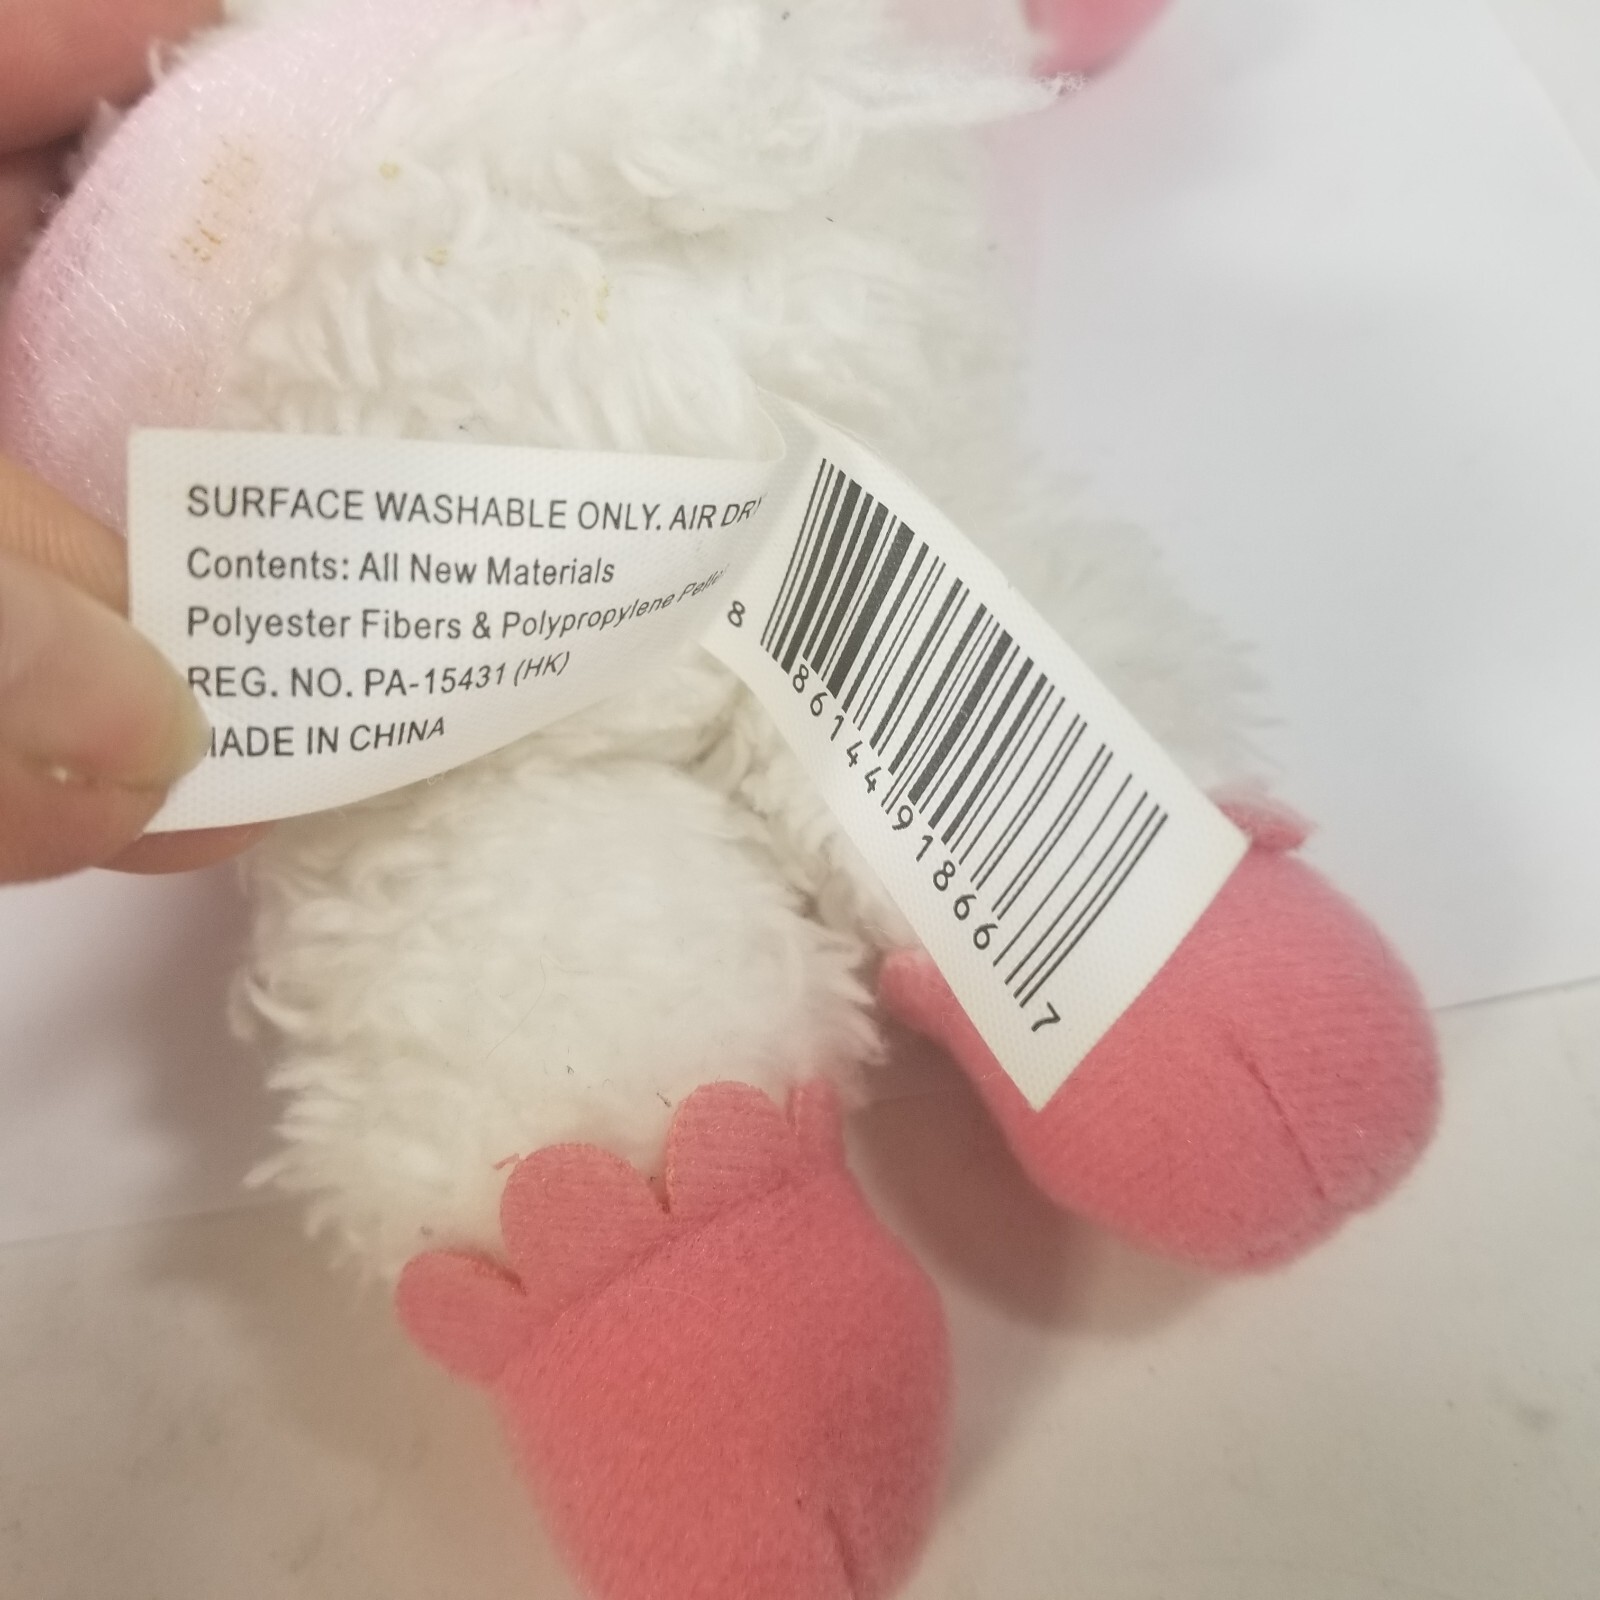 SURFACE WASHABLE ONLY. AIR DRY
Contents: All New Materials
Polyester Fibers & Polypropylene
REG. NO. PA-15431 (HK)
MADE IN CHINA
8 86144 91866 7